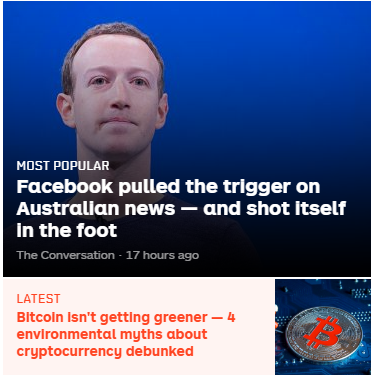 MOST POPULAR
Facebook pulled the trigger on
Australian news — and shot itself
in the foot
The Conversation · 17 hours ago
LATEST
Bitcoin isn't getting greener — 4
environmental myths about
cryptocurrency debunked